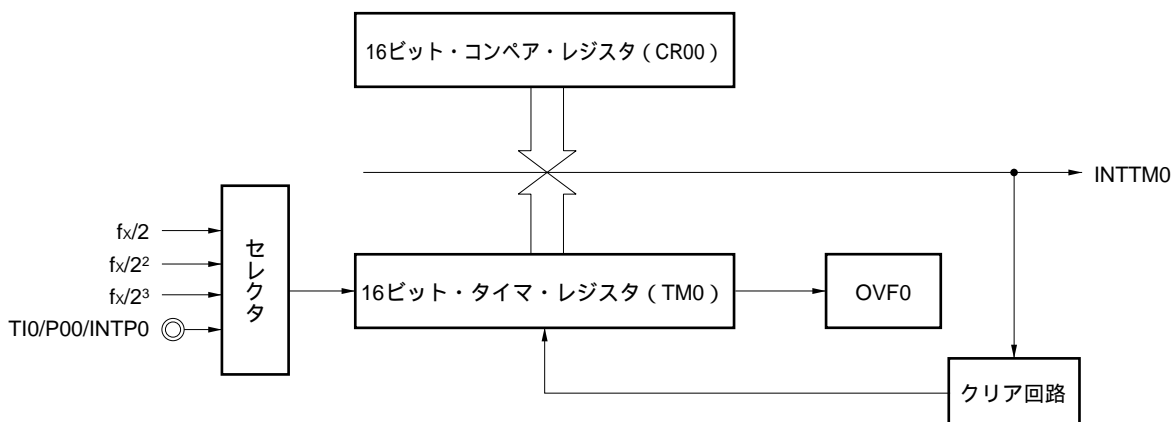 16ビット・コンペア・レジスタ（CR00）
INTTM0
fX/2
fX/2²
fX/2³
TI0/P00/INTP0
セレクタ
16ビット・タイマ・レジスタ（TM0）
OVF0
クリア回路